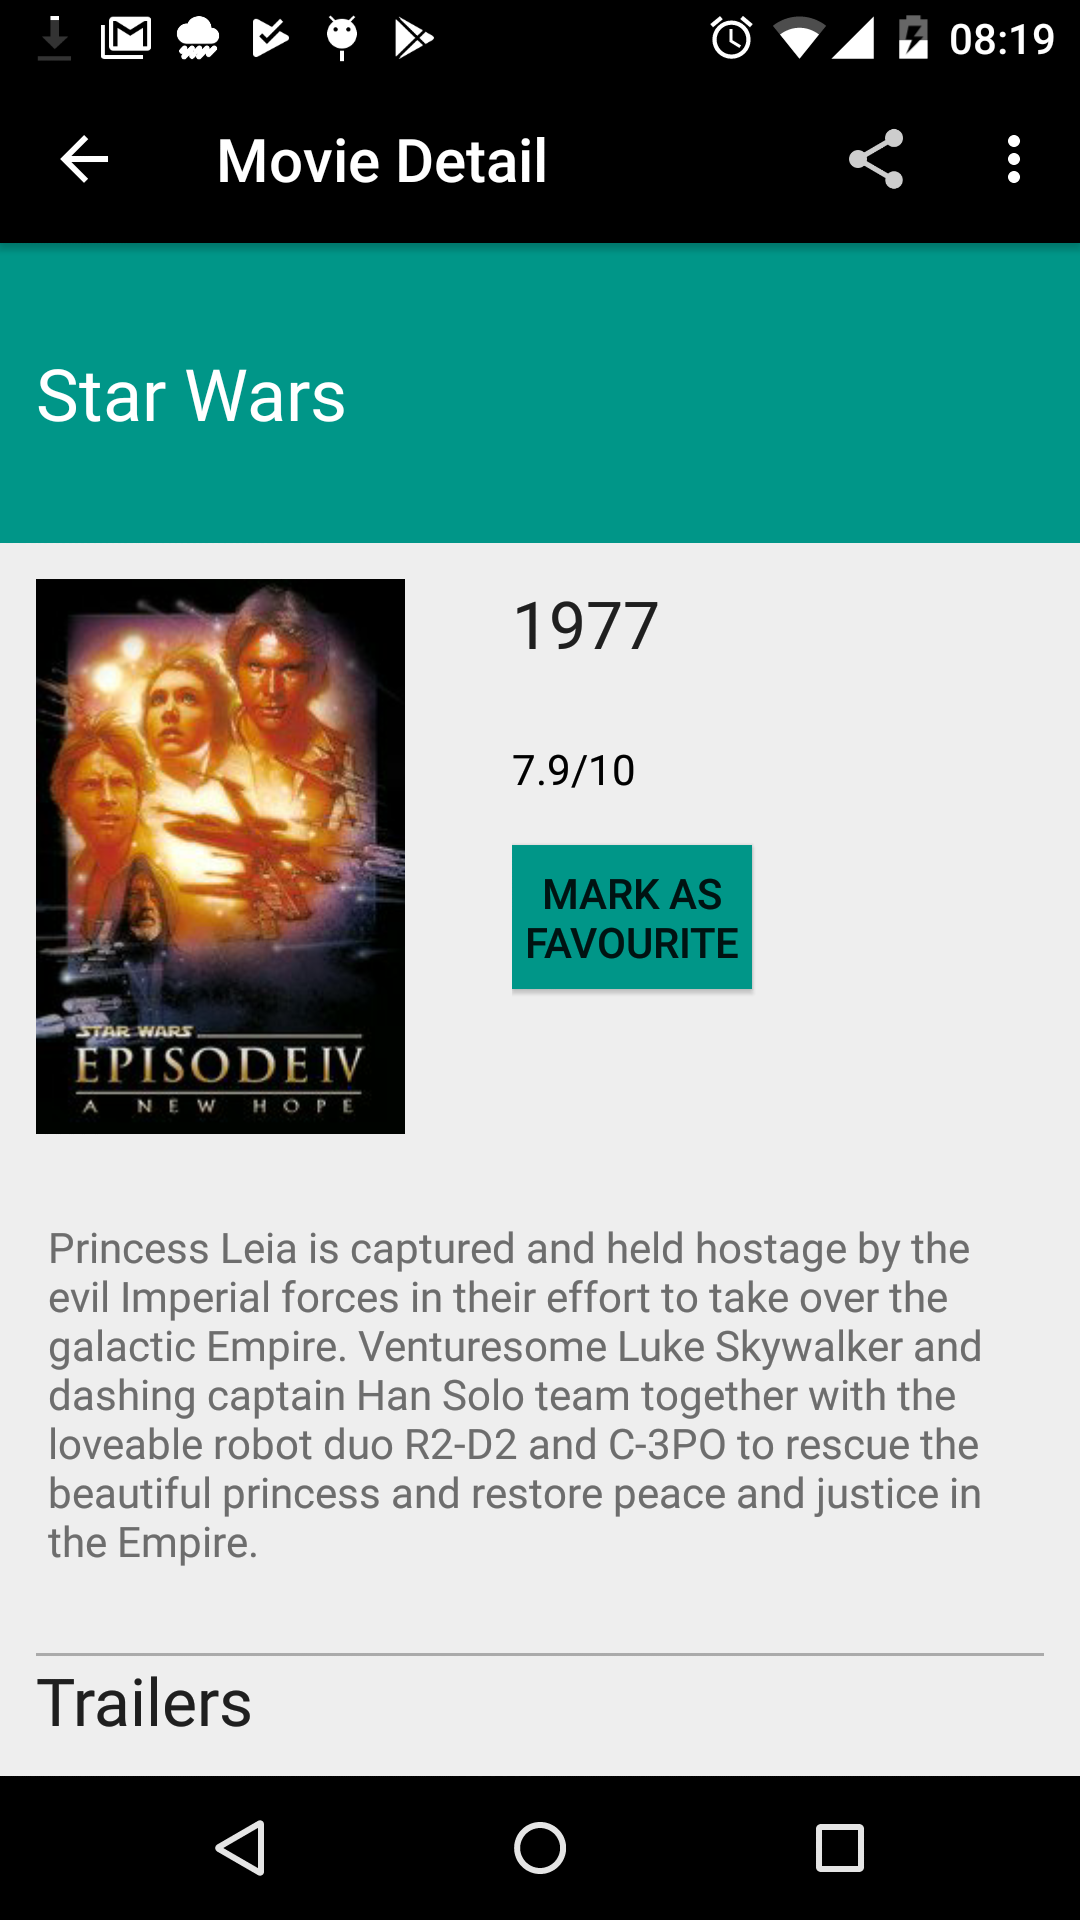 08:19
Movie Detail
Star Wars
1977
7.9/10
MARK AS
FAVOURITE
STAR WARS
EPISODE IV
A NEW HOPE
Princess Leia is captured and held hostage by the
evil Imperial forces in their effort to take over the
galactic Empire. Venturesome Luke Skywalker and
dashing captain Han Solo team together with the
loveable robot duo R2-D2 and C-3PO to rescue the
beautiful princess and restore peace and justice in
the Empire.
Trailers